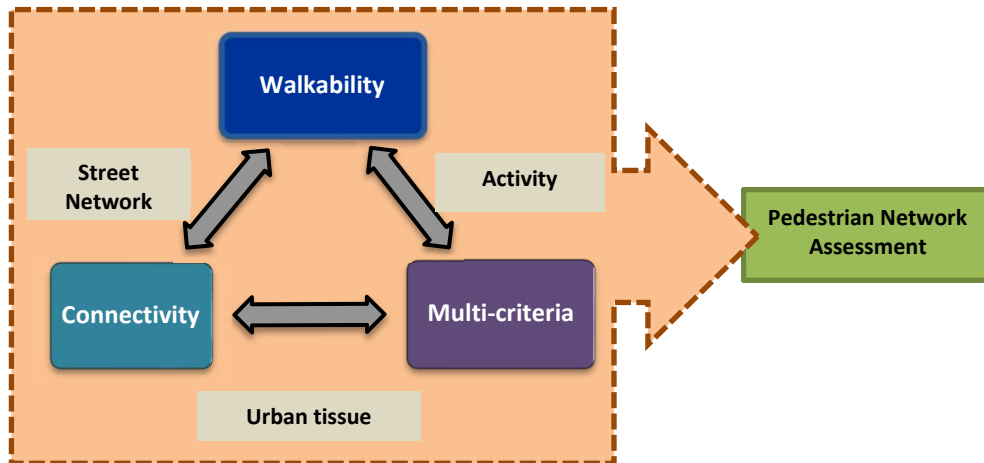 Walkability
Street
Network
Activity
Pedestrian Network
Assessment
Connectivity
Multi-criteria
Urban tissue